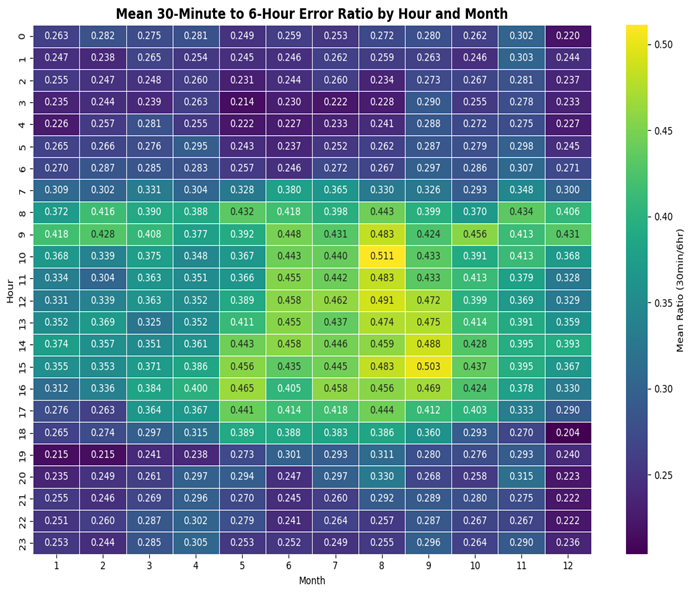 Mean 30-Minute to 6-Hour Error Ratio by Hour and Month
0 0.263 0.282 0.275 0.281 0.249 0.259 0.253 0.272 0.280 0.262 0.302 0.220
1 0.247 0.238 0.265 0.254 0.245 0.246 0.262 0.259 0.263 0.246 0.303 0.244
2 0.255 0.247 0.248 0.260 0.231 0.244 0.260 0.234 0.273 0.267 0.281 0.237
3 0.235 0.244 0.239 0.263 0.214 0.230 0.222 0.228 0.290 0.255 0.278 0.233
4 0.226 0.257 0.281 0.255 0.222 0.227 0.233 0.241 0.288 0.272 0.275 0.227
5 0.265 0.266 0.276 0.295 0.243 0.237 0.252 0.262 0.287 0.279 0.298 0.245
6 0.270 0.287 0.285 0.283 0.257 0.246 0.272 0.267 0.297 0.286 0.307 0.271
7 0.309 0.302 0.331 0.304 0.328 0.380 0.365 0.330 0.326 0.293 0.348 0.300
8 0.372 0.416 0.390 0.388 0.432 0.418 0.398 0.443 0.399 0.370 0.434 0.406
9 0.418 0.428 0.408 0.377 0.392 0.448 0.431 0.483 0.424 0.456 0.413 0.431
10 0.368 0.339 0.375 0.348 0.367 0.443 0.440 0.511 0.433 0.391 0.413 0.368
11 0.334 0.304 0.363 0.351 0.366 0.455 0.442 0.483 0.433 0.413 0.379 0.328
12 0.331 0.339 0.363 0.352 0.389 0.458 0.462 0.491 0.472 0.399 0.369 0.329
13 0.352 0.369 0.325 0.352 0.411 0.455 0.437 0.474 0.475 0.414 0.391 0.359
14 0.374 0.357 0.351 0.361 0.443 0.458 0.446 0.459 0.488 0.428 0.395 0.393
15 0.355 0.353 0.371 0.386 0.456 0.435 0.445 0.483 0.503 0.437 0.395 0.367
16 0.312 0.336 0.384 0.400 0.465 0.405 0.458 0.456 0.469 0.424 0.378 0.330
17 0.276 0.263 0.364 0.367 0.441 0.414 0.418 0.444 0.412 0.403 0.333 0.290
18 0.265 0.274 0.297 0.315 0.389 0.388 0.383 0.386 0.360 0.293 0.270 0.204
19 0.215 0.215 0.241 0.238 0.273 0.301 0.293 0.311 0.280 0.276 0.293 0.240
20 0.235 0.249 0.261 0.297 0.294 0.247 0.297 0.330 0.268 0.258 0.315 0.223
21 0.255 0.246 0.269 0.296 0.270 0.245 0.260 0.292 0.289 0.280 0.275 0.222
22 0.251 0.260 0.287 0.302 0.279 0.241 0.264 0.257 0.287 0.267 0.267 0.222
23 0.253 0.244 0.285 0.305 0.253 0.252 0.249 0.255 0.296 0.264 0.290 0.236
1 2 3 4 5 6 7 8 9 10 11 12
Month
Hour
0.50
0.45
0.40
0.35
0.30
0.25
Mean Ratio (30min/6hr)